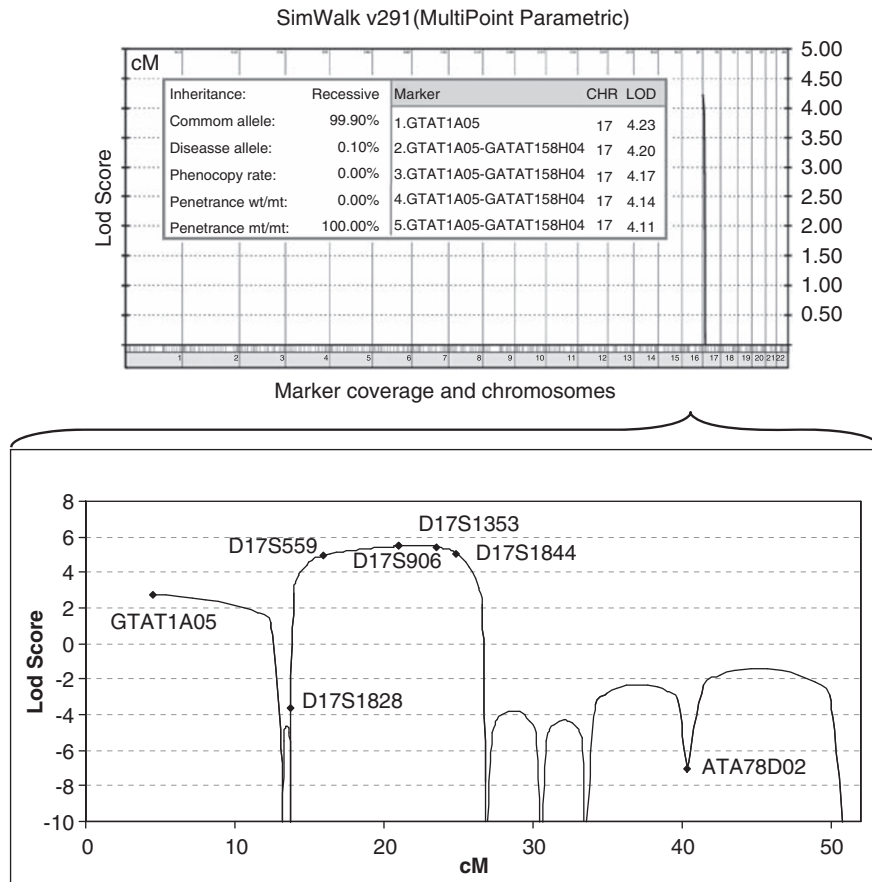 SimWalk v291(MultiPoint Parametric)
cM
5.00
4.50
4.00
3.50
3.00
2.50
2.00
1.50
1.00
0.50
Lod Score
Inheritance: Recessive
Commom allele: 99.90%
Diseasse allele: 0.10%
Phenocopy rate: 0.00%
Penetrance wt/mt: 0.00%
Penetrance mt/mt: 100.00%
Marker CHR LOD
1.GTAT1A05 17 4.23
2.GTAT1A05-GATAT158H04 17 4.20
3.GTAT1A05-GATAT158H04 17 4.17
4.GTAT1A05-GATAT158H04 17 4.14
5.GTAT1A05-GATAT158H04 17 4.11
1 2 3 4 5 6 7 8 9 10 11 12 13 14 15 16 17 18 19 20 21 22
Marker coverage and chromosomes
8
6
4
2
0
-2
-4
-6
-8
-10
Lod Score
D17S1353
D17S559
D17S906
D17S1844
GTAT1A05
D17S1828
ATA78D02
0 10 20 30 40 50
cM